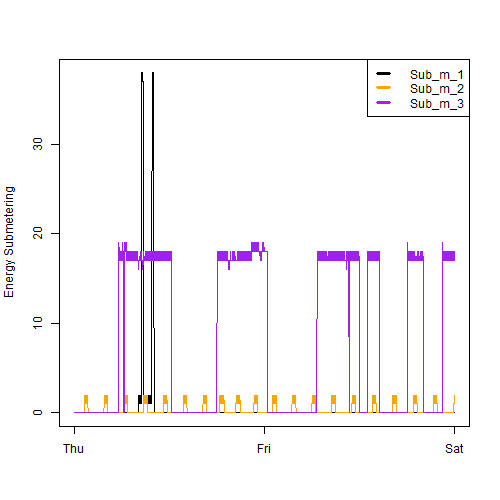 Sub_m_1
Sub_m_2
Sub_m_3
Energy Submetering
30
20
10
0
Thu Fri Sat